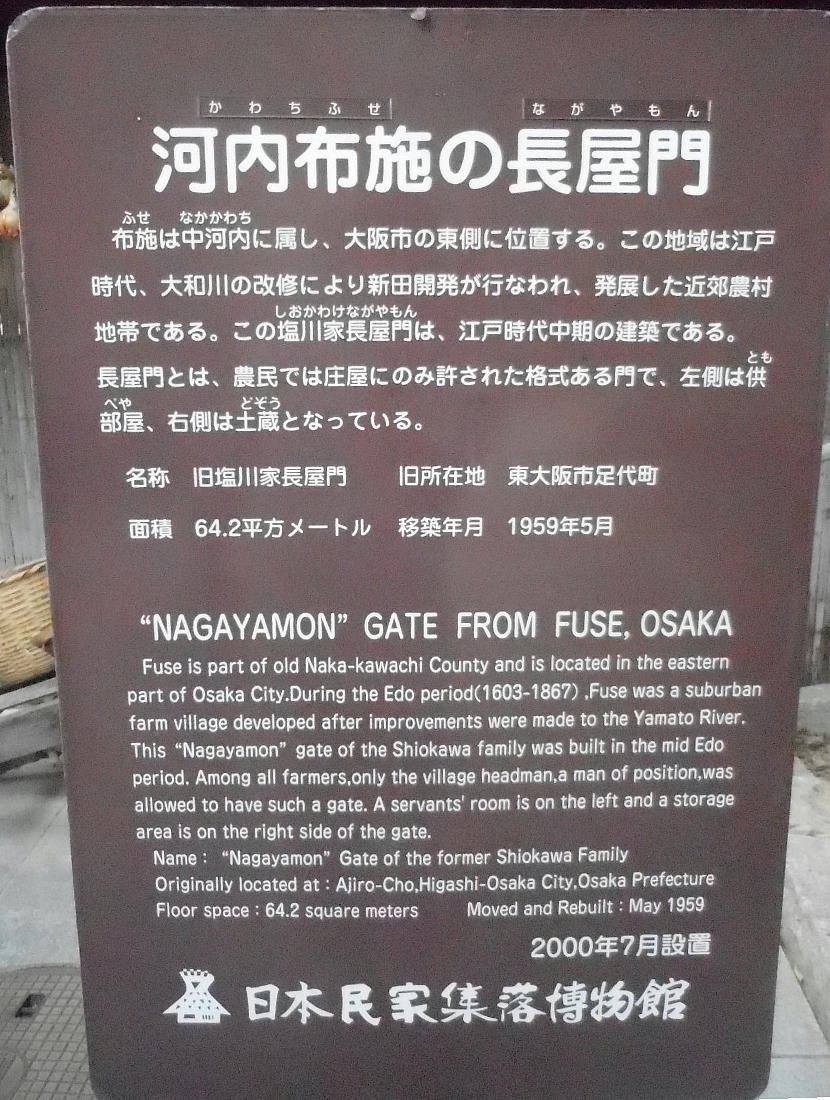 かわちふせ ながやもん
河内布施の長屋門
ふせ なかかわち
布施は中河内に属し、大阪市の東側に位置する。この地域は江戸
時代、大和川の改修により新田開発が行なわれ、発展した近郊農村
しおかわけながやもん
地帯である。この塩川家長屋門は、江戸時代中期の建築である。
とも
長屋門とは、農民では庄屋にのみ許された格式ある門で、左側は供
べや どぞう
部屋、右側は土蔵となっている。
名称 旧塩川家長屋門 旧所在地 東大阪市足代町
面積 64.2平方メートル 移築年月 1959年5月
“NAGAYAMON” GATE FROM FUSE, OSAKA
Fuse is part of old Naka-kawachi County and is located in the eastern
part of Osaka City.During the Edo period(1603-1867) ,Fuse was a suburban
farm village developed after improvements were made to the Yamato River.
This “Nagayamon” gate of the Shiokawa family was built in the mid Edo
period. Among all farmers,only the village headman,a man of position,was
allowed to have such a gate. A servants' room is on the left and a storage
area is on the right side of the gate.
Name : “Nagayamon” Gate of the former Shiokawa Family
Originally located at : Ajiro-Cho,Higashi-Osaka City,Osaka Prefecture
Floor space : 64.2 square meters Moved and Rebuilt : May 1959
2000年7月設置
日本民家集落博物館